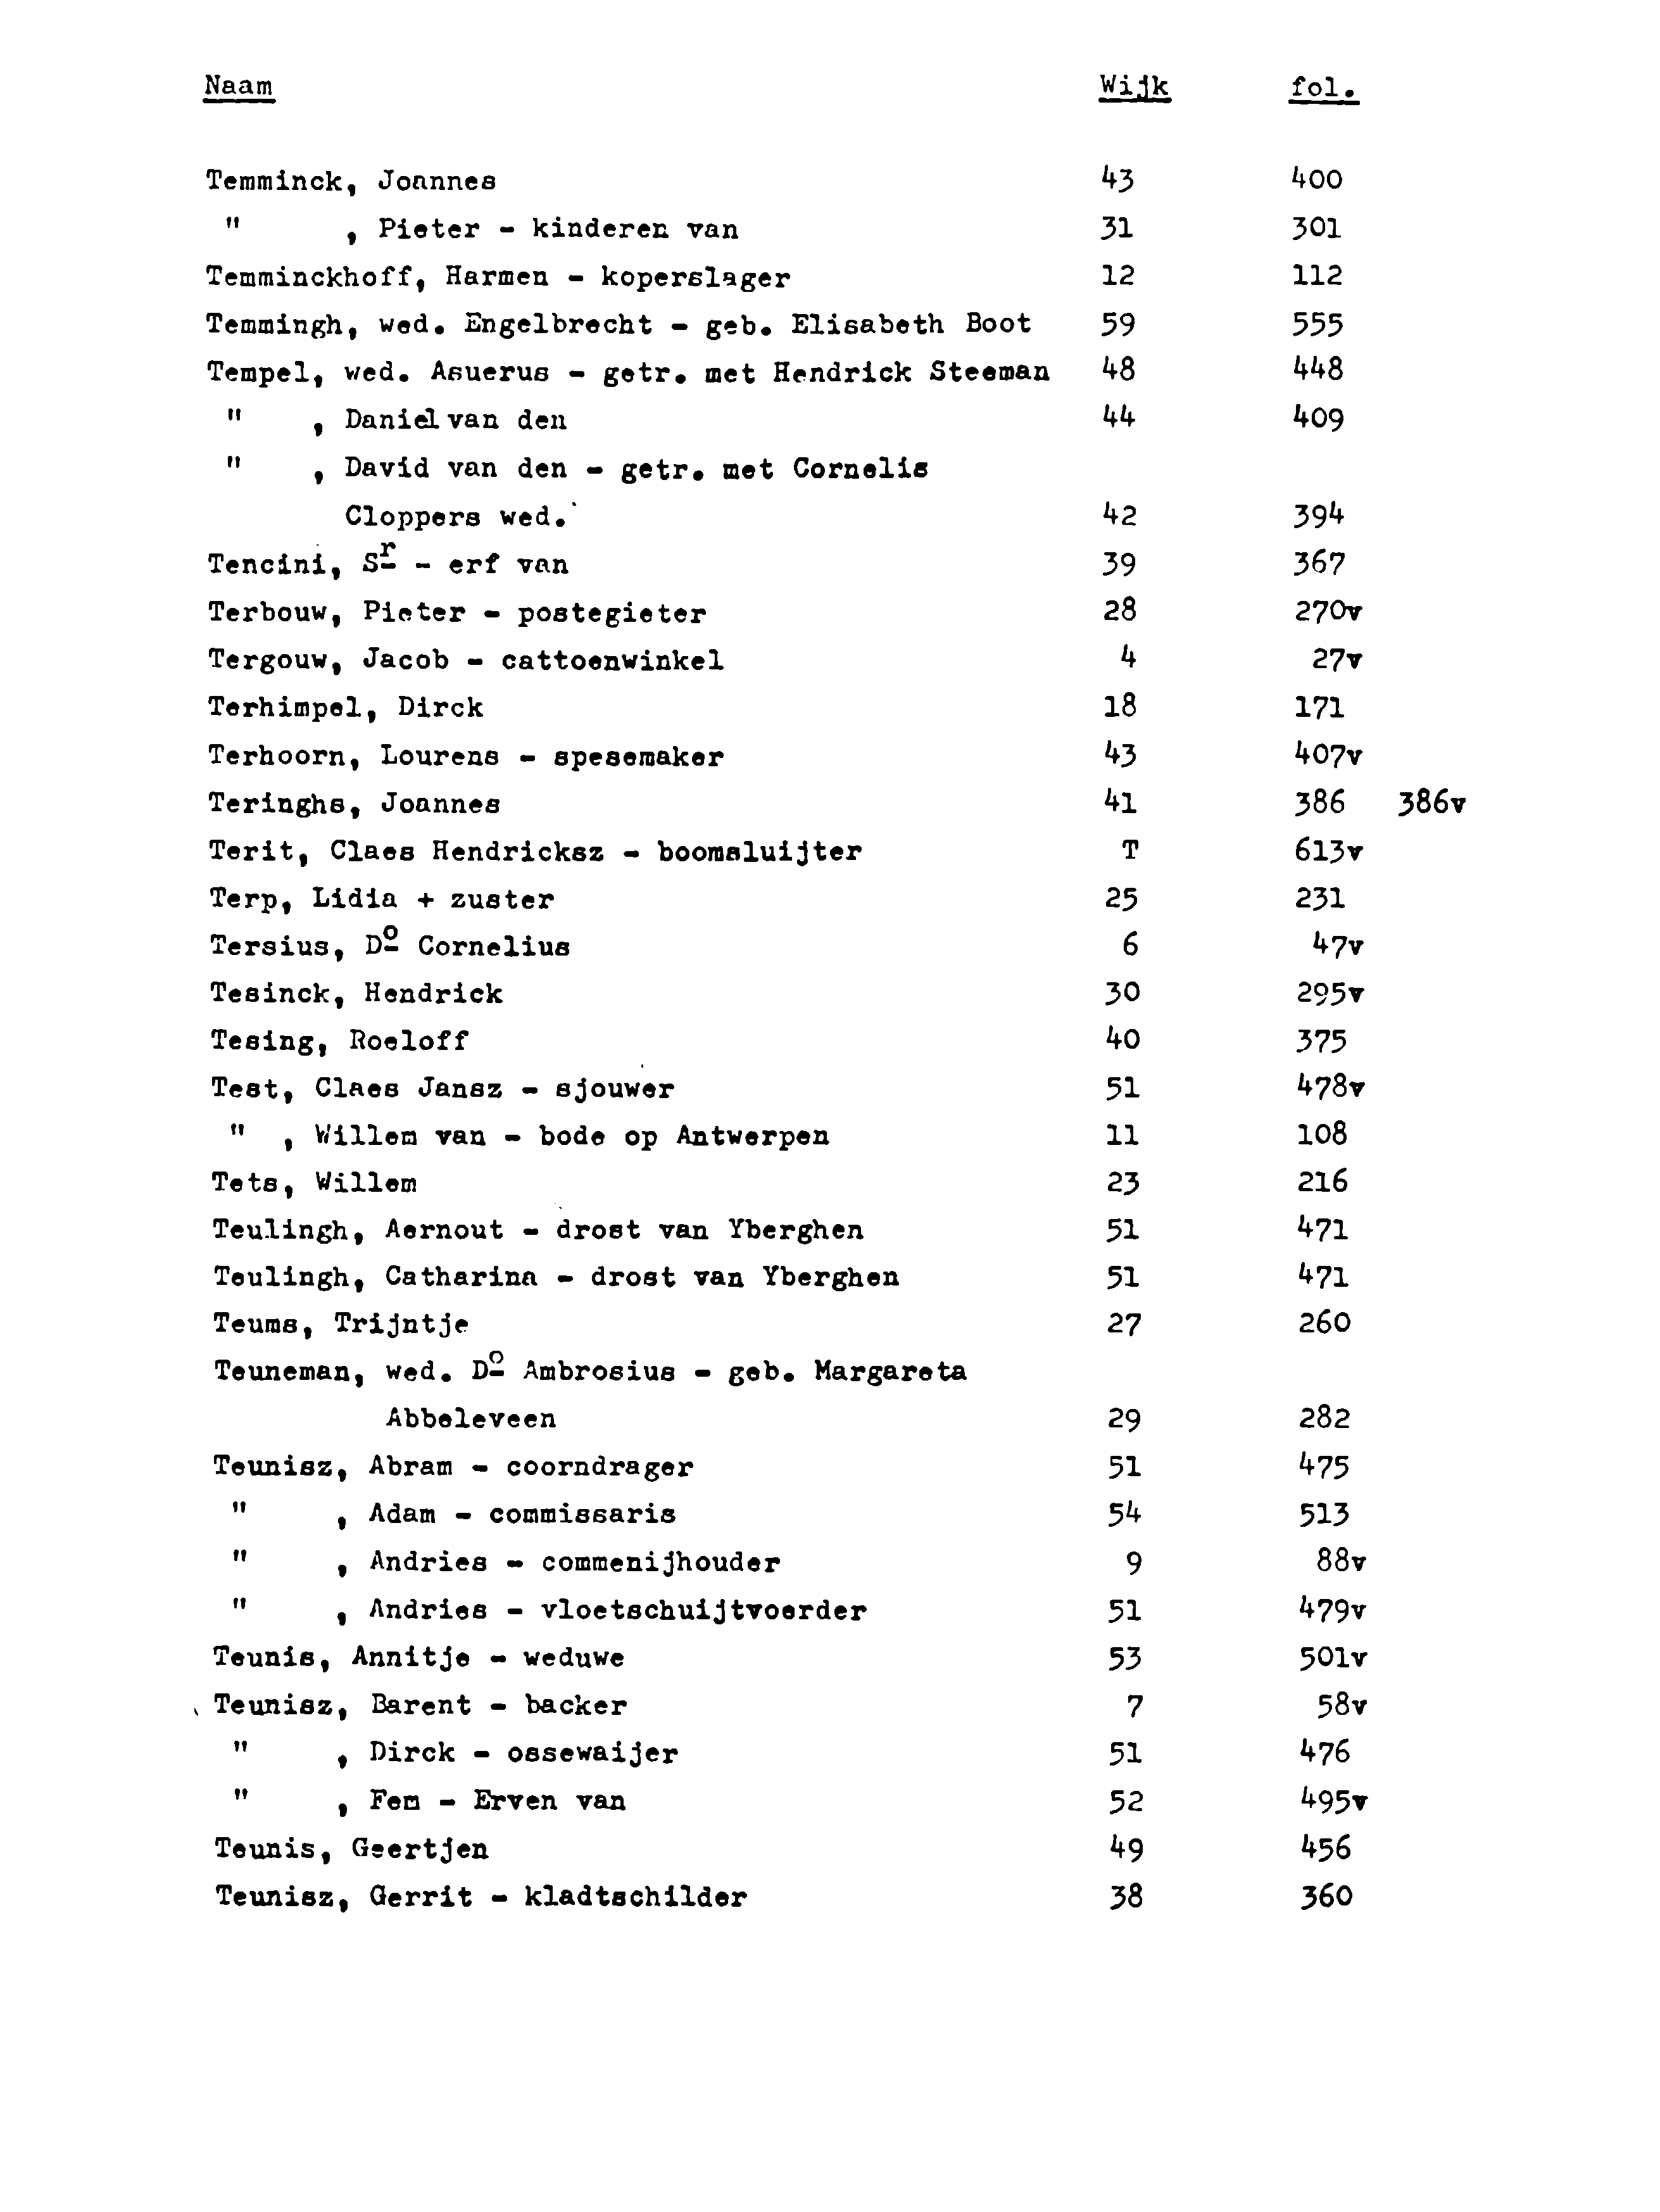 Naam Wijk fol.
Temminck, Joannes 43 400
" , Pieter - kinderen van 31 301
Temminckhoff, Harmen - koperslager 12 112
Temmingh, wed. Engelbrecht - geb. Elisabeth Boot 59 555
Tempel, wed. Asuerus - getr. met Hendrick Steeman 48 448
" , Daniel van den 44 409
" , David van den - getr. met Cornelis
Cloppers wed. 42 394
Tencini, Sr - erf van 39 367
Terbouw, Pieter - postegieter 28 270v
Tergouw, Jacob - cattoenwinkel 4 27v
Terhimpel, Dirck 18 171
Terhoorn, Lourens - spesemaker 43 407v
Teringhs, Joannes 41 386 386v
Terit, Claes Hendricksz - boomsluijter T 613v
Terp, Lidia + zuster 25 231
Tersius, Do Cornelius 6 47v
Tesinck, Hendrick 30 295v
Tesing, Roeloff 40 375
Test, Claes Jansz - sjouwer 51 478v
" , Willem van - bode op Antwerpen 11 108
Tets, Willem 23 216
Teulingh, Aernout - drost van Yberghen 51 471
Teulingh, Catharina - drost van Yberghen 51 471
Teums, Trijntje 27 260
Teuneman, wed. Do Ambrosius - geb. Margareta
Abbeleveen 29 282
Teunisz, Abram - coorndrager 51 475
" , Adam - commissaris 54 513
" , Andries - commenijhouder 9 88v
" , Andries - vloetschuijtvoerder 51 479v
Teunis, Annitje - weduwe 53 501v
Teunisz, Barent - backer 7 58v
" , Dirck - ossewaijer 51 476
" , Fem - Erven van 52 495v
Teunis, Geertjen 49 456
Teunisz, Gerrit - kladtschilder 38 360